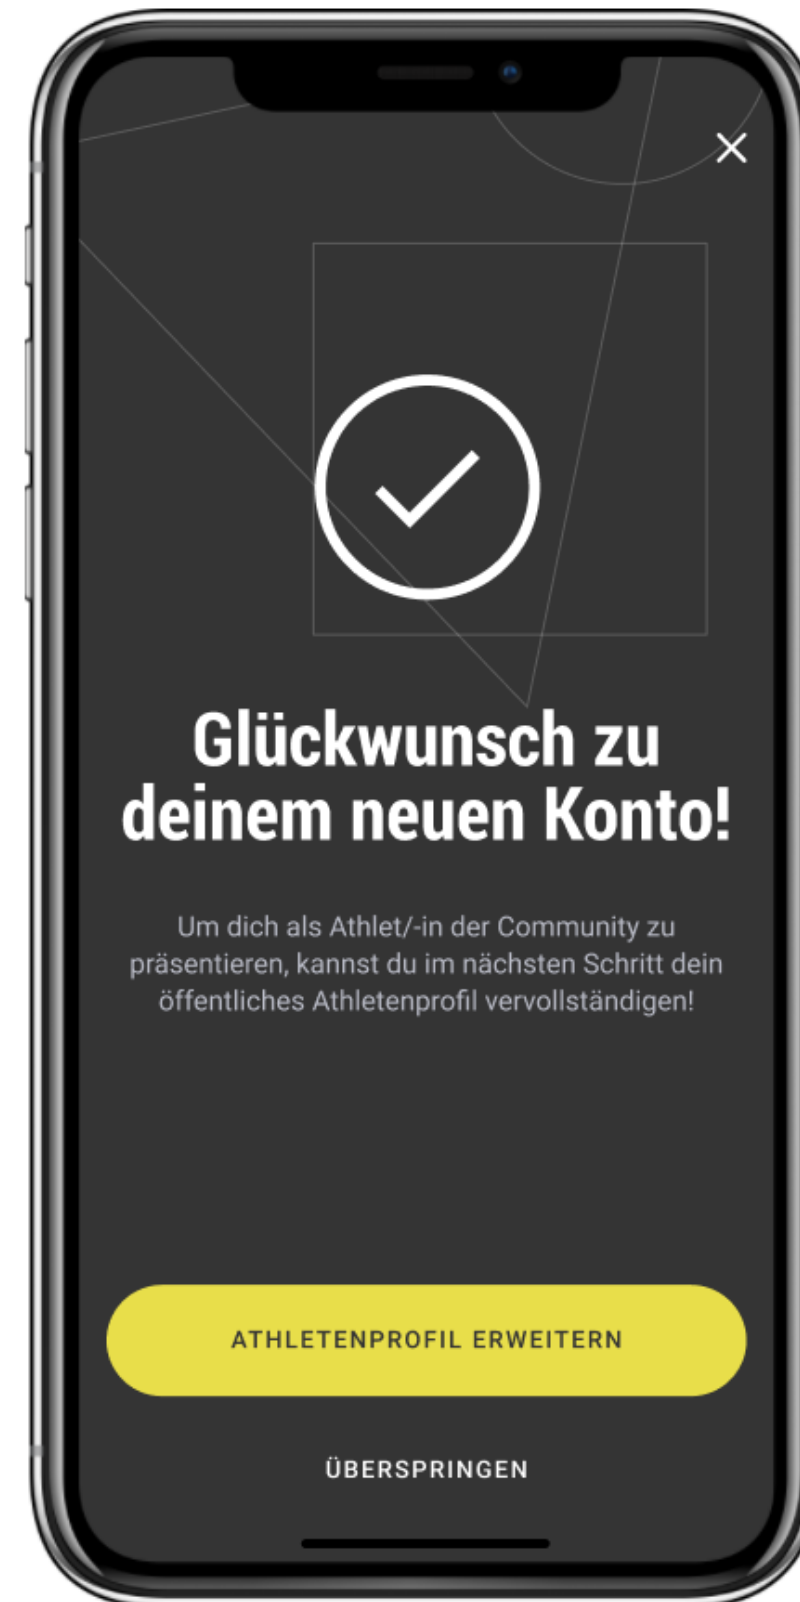 Glückwunsch zu
deinem neuen Konto!
Um dich als Athlet/-in der Community zu
präsentieren, kannst du im nächsten Schritt dein
öffentliches Athletenprofil vervollständigen!
ATHLETENPROFIL ERWEITERN
ÜBERSPRINGEN